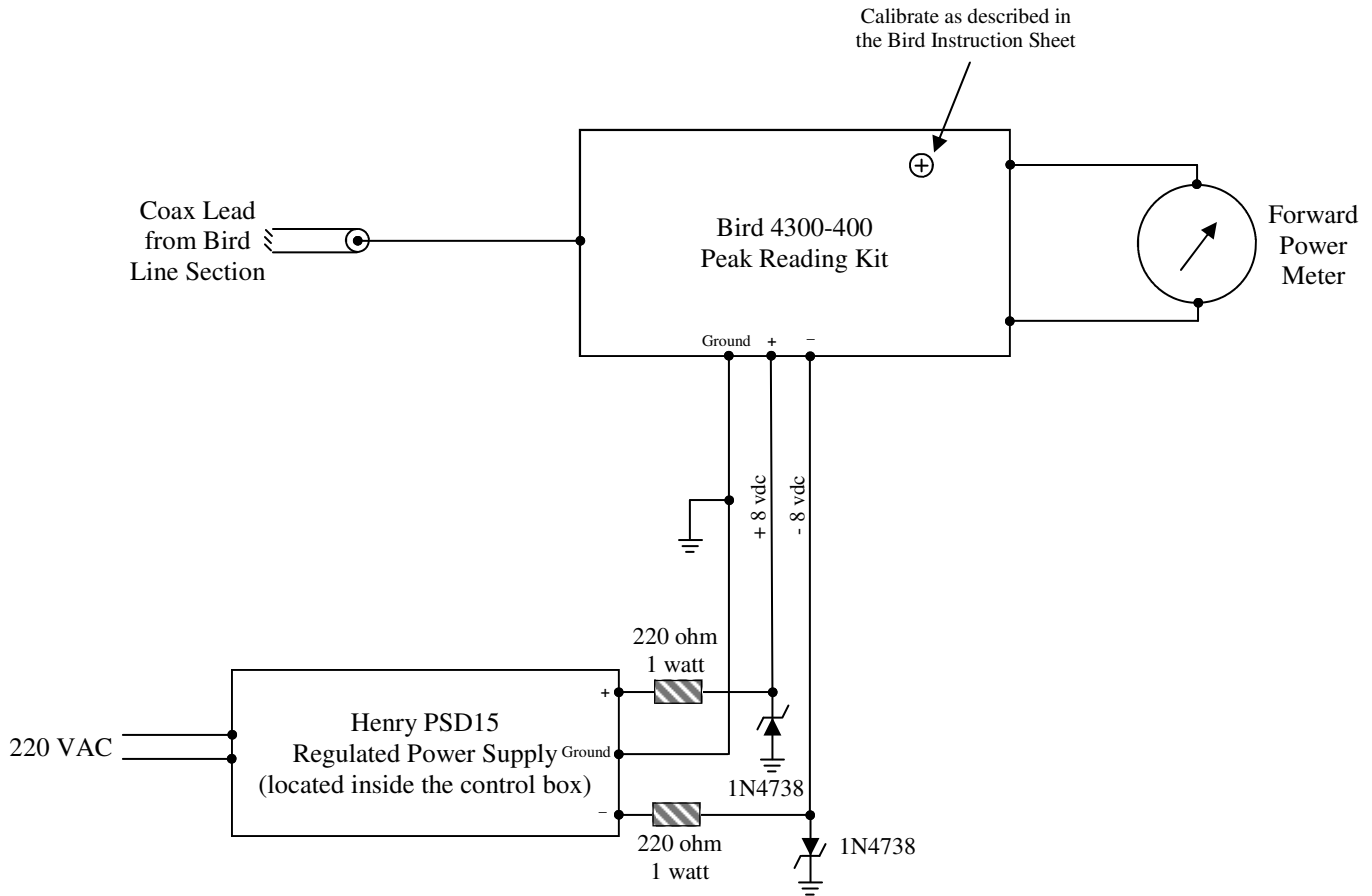 Calibrate as described in
the Bird Instruction Sheet
Coax Lead
from Bird
Line Section
Bird 4300-400
Peak Reading Kit
Forward
Power
Meter
Ground + −
+ 8 vdc
- 8 vdc
220 ohm
1 watt
220 VAC
Henry PSD15
Regulated Power Supply
(located inside the control box)
+
Ground
−
1N4738
220 ohm
1 watt
1N4738